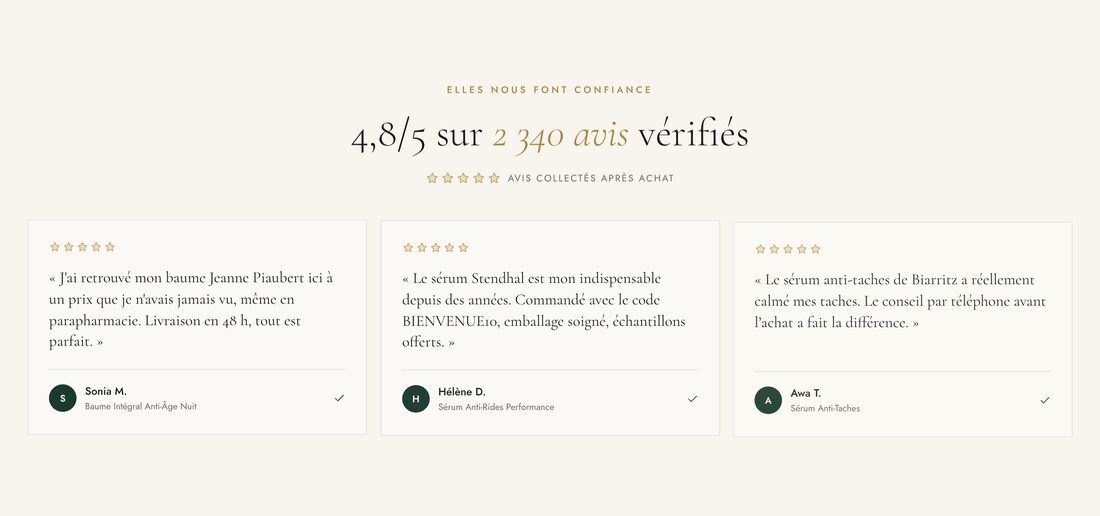 ELLES NOUS FONT CONFIANCE
4,8/5 sur 2 340 avis vérifiés
AVIS COLLECTÉS APRÈS ACHAT
« J'ai retrouvé mon baume Jeanne Piaubert ici à
un prix que je n'avais jamais vu, même en
parapharmacie. Livraison en 48 h, tout est
parfait. »
S
Sonia M.
Baume Intégral Anti-Âge Nuit
« Le sérum Stendhal est mon indispensable
depuis des années. Commandé avec le code
BIENVENUE10, emballage soigné, échantillons
offerts. »
H
Hélène D.
Sérum Anti-Rides Performance
« Le sérum anti-taches de Biarritz a réellement
calmé mes taches. Le conseil par téléphone avant
l'achat a fait la différence. »
A
Awa T.
Sérum Anti-Taches